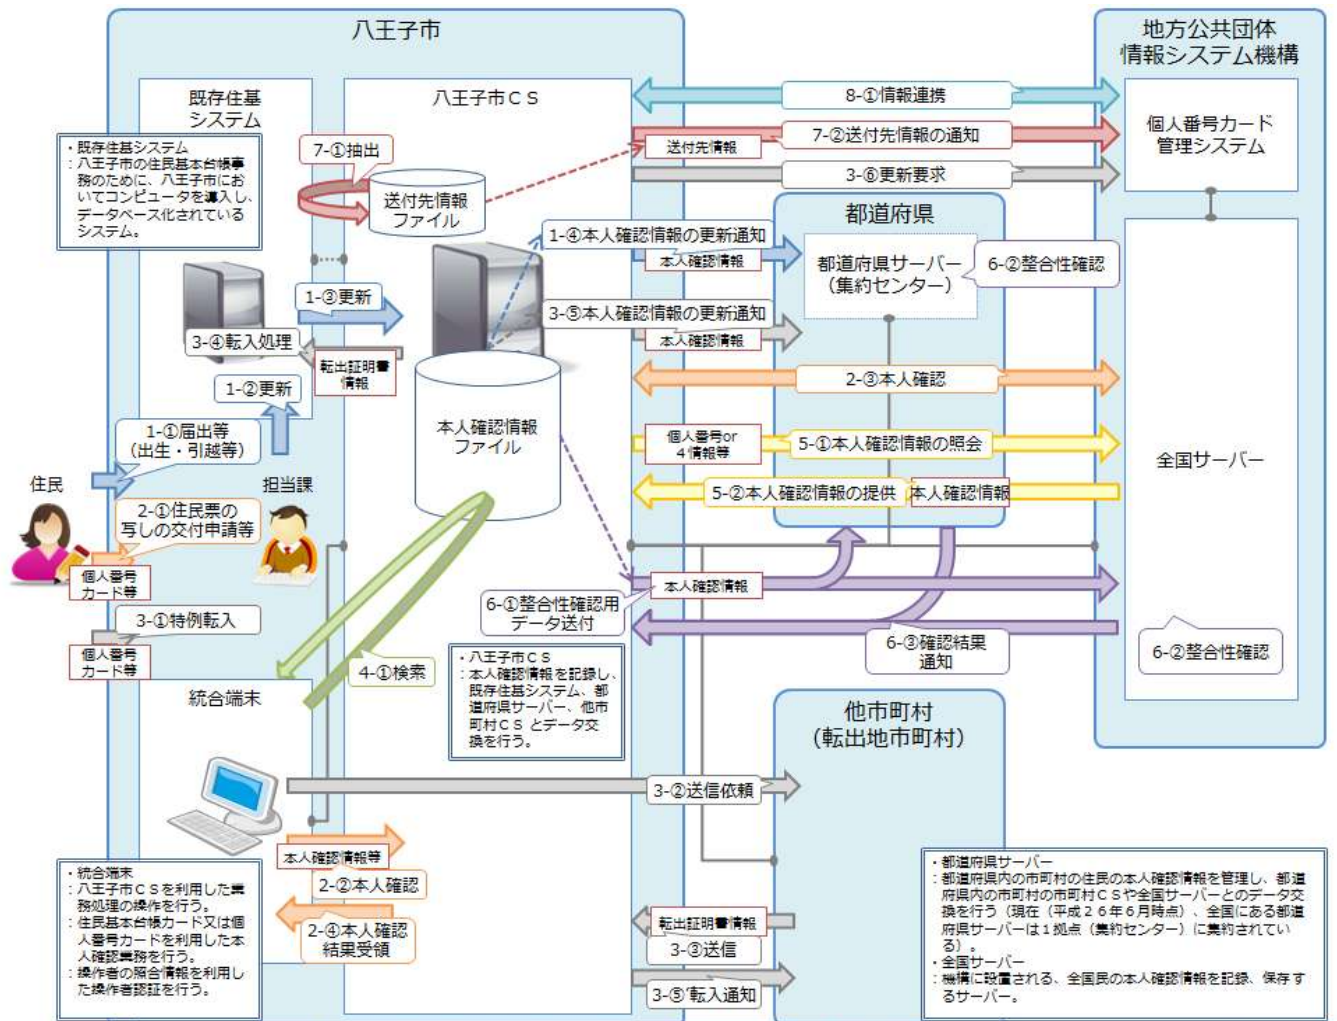 八王子市
地方公共団体
情報システム機構
既存住基
システム
八王子市ＣＳ
8-①情報連携
7-②送付先情報の通知
送付先情報
3-⑥更新要求
個人番号カード
管理システム
・既存住基システム
：八王子市の住民基本台帳事
務のために、八王子市にお
いてコンピュータを導入し、
データベース化されている
システム。
7-①抽出
送付先情報
ファイル
都道府県
1-④本人確認情報の更新通知
本人確認情報
都道府県サーバー
（集約センター）
6-②整合性確認
1-③更新
3-⑤本人確認情報の更新通知
本人確認情報
3-④転入処理
転出証明書
情報
1-②更新
2-③本人確認
本人確認情報
ファイル
1-①届出等
（出生・引越等）
個人番号or
４情報等
5-①本人確認情報の照会
全国サーバー
住民
担当課
5-②本人確認情報の提供
本人確認情報
2-①住民票の
写しの交付申請等
個人番号
カード等
本人確認情報
6-①整合性確認用
データ送付
3-①特例転入
個人番号
カード等
6-③確認結果
通知
6-②整合性確認
4-①検索
・八王子市ＣＳ
：本人確認情報を記録し、
既存住基システム、都
道府県サーバー、他市
町村ＣＳ とデータ交
換を行う。
統合端末
他市町村
（転出地市町村）
3-②送信依頼
本人確認情報等
2-②本人確認
2-④本人確認
結果受領
転出証明書情報
3-③送信
3-⑤’転入通知
・統合端末
：八王子市ＣＳを利用した業
務処理の操作を行う。
：住民基本台帳カード又は個
人番号カードを利用した本
人確認業務を行う。
：操作者の照合情報を利用し
た操作者認証を行う。
・都道府県サーバー
：都道府県内の市町村の住民の本人確認情報を管理し、都道
府県内の市町村の市町村ＣＳや全国サーバーとのデータ交
換を行う（現在（平成２６年６月時点）、全国にある都道
府県サーバーは１拠点（集約センター）に集約されてい
る）。
・全国サーバー
：機構に設置される、全国民の本人確認情報を記録、保存す
るサーバー。